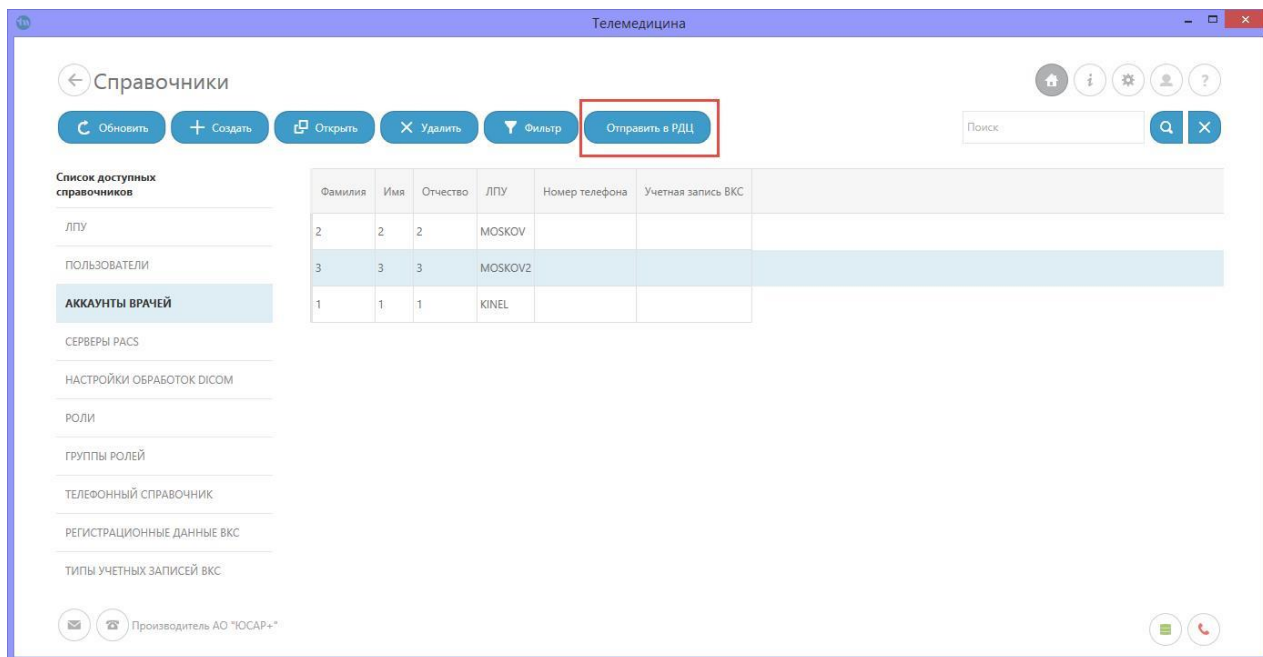 Телемедицина
Справочники
Обновить Создать Открыть Удалить Фильтр Отправить в РДЦ Поиск
Список доступных
справочников
Фамилия Имя Отчество ЛПУ Номер телефона Учетная запись ВКС
ЛПУ
2 2 2 MOSKOV
ПОЛЬЗОВАТЕЛИ
3 3 3 MOSKOV2
АККАУНТЫ ВРАЧЕЙ
1 1 1 KINEL
СЕРВЕРЫ PACS
НАСТРОЙКИ ОБРАБОТОК DICOM
РОЛИ
ГРУППЫ РОЛЕЙ
ТЕЛЕФОННЫЙ СПРАВОЧНИК
РЕГИСТРАЦИОННЫЕ ДАННЫЕ ВКС
ТИПЫ УЧЕТНЫХ ЗАПИСЕЙ ВКС
Производитель АО "ЮСАР+"